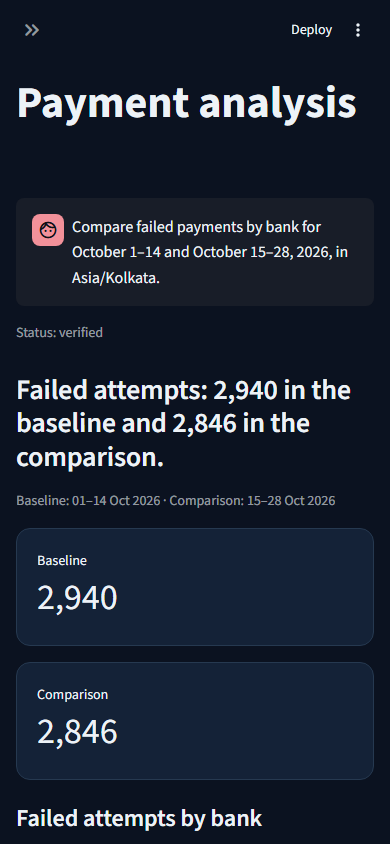 Deploy
Payment analysis
Compare failed payments by bank for
October 1–14 and October 15–28, 2026, in
Asia/Kolkata.
Status: verified
Failed attempts: 2,940 in the
baseline and 2,846 in the
comparison.
Baseline: 01–14 Oct 2026 · Comparison: 15–28 Oct 2026
Baseline
2,940
Comparison
2,846
Failed attempts by bank